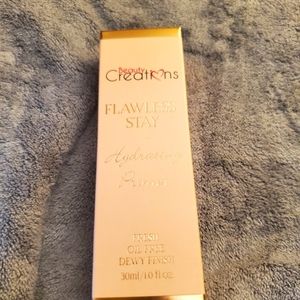 Beauty
Creations
FLAWLESS
STAY
Hydrating
Primer
FRESH
OIL FREE
DEWY FINISH
30ml/1.0 fl oz.